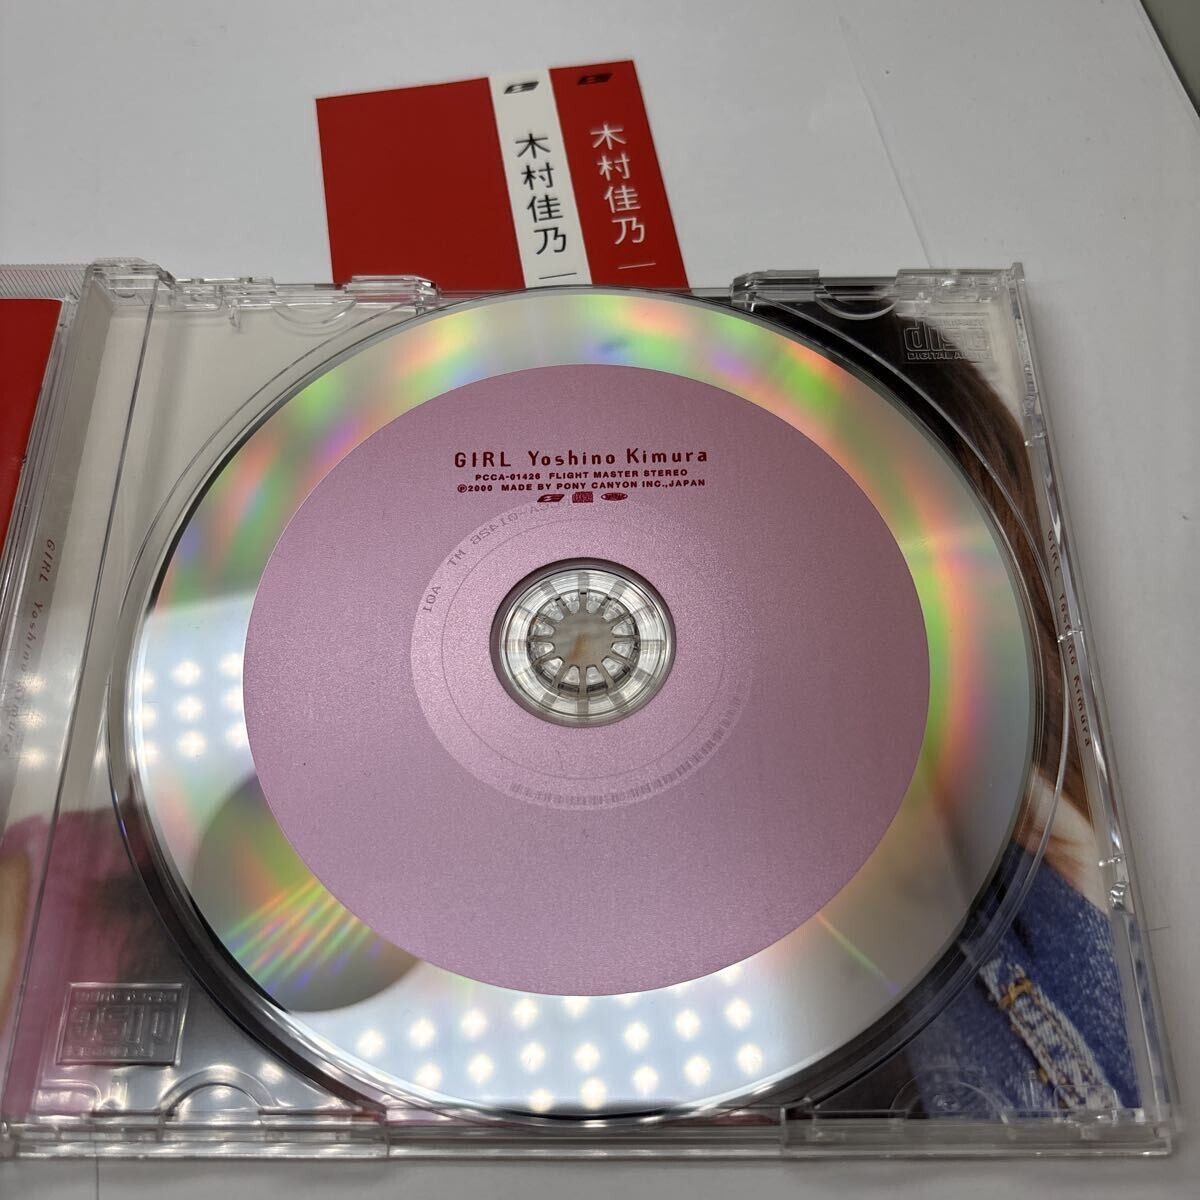 木村佳乃
木村佳乃
disc
DIGITAL AUDIO
GIRL Yoshino Kimura
PCCA-01426 FLIGHT MASTER STEREO
℗2000 MADE BY PONY CANYON INC.,JAPAN
GIRL Yoshino Kimura
GIRL Yoshino Kimura